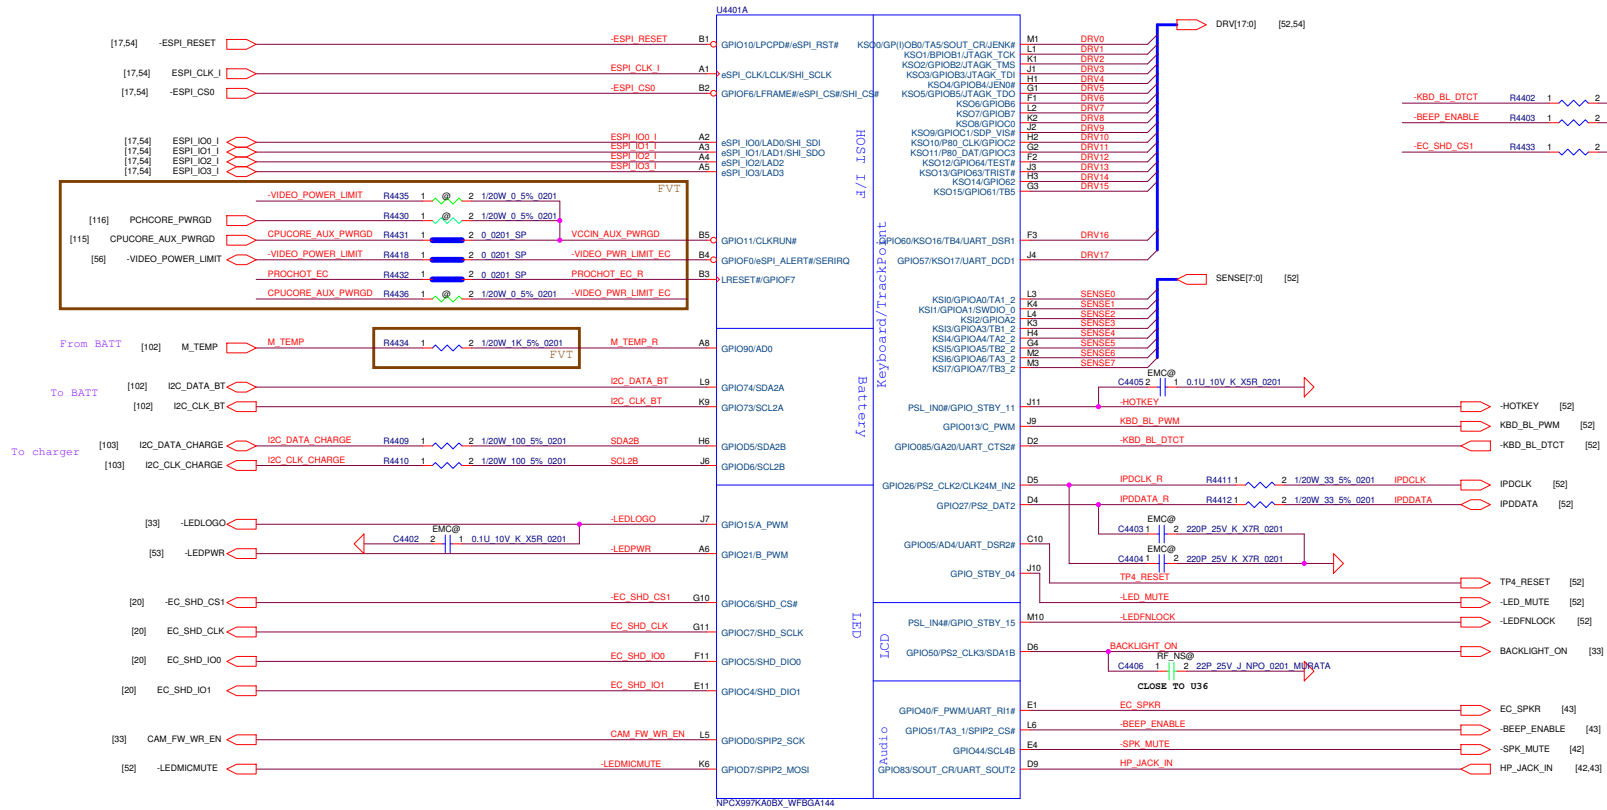 U4401A
[17,54] -ESPI_RESET -ESPI_RESET B1 GPIO10/LPCPD#/eSPI_RST#
[17,54] ESPI_CLK_I ESPI_CLK_I A1 eSPI_CLK/LCLK/SHI_SCLK
[17,54] -ESPI_CS0 -ESPI_CS0 B2 GPIOF6/LFRAME#/eSPI_CS#/SHI_CS#
[17,54] ESPI_IO0_I ESPI_IO0_I A2 eSPI_IO0/LAD0/SHI_SDI
[17,54] ESPI_IO1_I ESPI_IO1_I A3 eSPI_IO1/LAD1/SHI_SDO
[17,54] ESPI_IO2_I ESPI_IO2_I A4 eSPI_IO2/LAD2
[17,54] ESPI_IO3_I ESPI_IO3_I A5 eSPI_IO3/LAD3
FVT
-VIDEO_POWER_LIMIT R4435 1 @ 2 1/20W_0_5%_0201
[116] PCHCORE_PWRGD R4430 1 @ 2 1/20W_0_5%_0201
[115] CPUCORE_AUX_PWRGD CPUCORE_AUX_PWRGD R4431 1 2 0_0201_SP VCCIN_AUX_PWRGD B5 GPIO11/CLKRUN#
[56] -VIDEO_POWER_LIMIT -VIDEO_POWER_LIMIT R4418 1 2 0_0201_SP -VIDEO_PWR_LIMIT_EC B4 GPIOF0/eSPI_ALERT#/SERIRQ
PROCHOT_EC R4432 1 2 0_0201_SP PROCHOT_EC_R B3 LRESET#/GPIOF7
CPUCORE_AUX_PWRGD R4436 1 @ 2 1/20W_0_5%_0201 -VIDEO_PWR_LIMIT_EC
From BATT [102] M_TEMP M_TEMP R4434 1 2 1/20W_1K_5%_0201 M_TEMP_R A8 GPIO90/AD0
FVT
To BATT
[102] I2C_DATA_BT I2C_DATA_BT L9 GPIO74/SDA2A
[102] I2C_CLK_BT I2C_CLK_BT K9 GPIO73/SCL2A
To charger
[103] I2C_DATA_CHARGE I2C_DATA_CHARGE R4409 1 2 1/20W_100_5%_0201 SDA2B H6 GPIOD5/SDA2B
[103] I2C_CLK_CHARGE I2C_CLK_CHARGE R4410 1 2 1/20W_100_5%_0201 SCL2B J6 GPIOD6/SCL2B
[33] -LEDLOGO -LEDLOGO J7 GPIO15/A_PWM
EMC@
C4402 2 1 0.1U_10V_K_X5R_0201
[53] -LEDPWR -LEDPWR A6 GPIO21/B_PWM
[20] -EC_SHD_CS1 -EC_SHD_CS1 G10 GPIOC6/SHD_CS#
[20] EC_SHD_CLK EC_SHD_CLK G11 GPIOC7/SHD_SCLK
[20] EC_SHD_IO0 EC_SHD_IO0 F11 GPIOC5/SHD_DIO0
[20] EC_SHD_IO1 EC_SHD_IO1 E11 GPIOC4/SHD_DIO1
[33] CAM_FW_WR_EN CAM_FW_WR_EN L5 GPIOD0/SPIP2_SCK
[52] -LEDMICMUTE -LEDMICMUTE K6 GPIOD7/SPIP2_MOSI
NPCX997KA0BX_WFBGA144
HOST I/F
Battery
LED
Keyboard/TrackPoint
LCD
Audio
DRV[17:0] [52,54]
KSO0/GP(I)OB0/TA5/SOUT_CR/JENK# M1 DRV0
KSO1/BPIOB1/JTAGK_TCK L1 DRV1
KSO2/GPIOB2/JTAGK_TMS K1 DRV2
KSO3/GPIOB3/JTAGK_TDI J1 DRV3
KSO4/GPIOB4/JEN0# H1 DRV4
KSO5/GPIOB5/JTAGK_TDO G1 DRV5
KSO6/GPIOB6 F1 DRV6
KSO7/GPIOB7 L2 DRV7
KSO8/GPIOC0 K2 DRV8
KSO9/GPIOC1/SDP_VIS# J2 DRV9
KSO10/P80_CLK/GPIOC2 H2 DRV10
KSO11/P80_DAT/GPIOC3 G2 DRV11
KSO12/GPIO64/TEST# F2 DRV12
KSO13/GPIO63/TRIST# J3 DRV13
KSO14/GPIO62 H3 DRV14
KSO15/GPIO61/TB5 G3 DRV15
GPIO60/KSO16/TB4/UART_DSR1 F3 DRV16
GPIO57/KSO17/UART_DCD1 J4 DRV17
SENSE[7:0] [52]
KSI0/GPIOA0/TA1_2 L3 SENSE0
KSI1/GPIOA1/SWDIO_0 K4 SENSE1
KSI2/GPIOA2 L4 SENSE2
KSI3/GPIOA3/TB1_2 K3 SENSE3
KSI4/GPIOA4/TA2_2 H4 SENSE4
KSI5/GPIOA5/TB2_2 G4 SENSE5
KSI6/GPIOA6/TA3_2 M2 SENSE6
KSI7/GPIOA7/TB3_2 M3 SENSE7
EMC@
C4405 2 1 0.1U_10V_K_X5R_0201
PSL_IN0#/GPIO_STBY_11 J11 -HOTKEY -HOTKEY [52]
GPIO013/C_PWM J9 KBD_BL_PWM KBD_BL_PWM [52]
GPIO085/GA20/UART_CTS2# D2 -KBD_BL_DTCT -KBD_BL_DTCT [52]
GPIO26/PS2_CLK2/CLK24M_IN2 D5 IPDCLK_R R4411 1 2 1/20W_33_5%_0201 IPDCLK IPDCLK [52]
GPIO27/PS2_DAT2 D4 IPDDATA_R R4412 1 2 1/20W_33_5%_0201 IPDDATA IPDDATA [52]
EMC@
C4403 1 2 220P_25V_K_X7R_0201
EMC@
C4404 1 2 220P_25V_K_X7R_0201
GPIO05/AD4/UART_DSR2# C10 TP4_RESET TP4_RESET [52]
GPIO_STBY_04 J10 -LED_MUTE -LED_MUTE [52]
PSL_IN4#/GPIO_STBY_15 M10 -LEDFNLOCK -LEDFNLOCK [52]
GPIO50/PS2_CLK3/SDA1B D6 BACKLIGHT_ON BACKLIGHT_ON [33]
RF_NS@
C4406 1 2 22P_25V_J_NPO_0201_MURATA
CLOSE TO U36
GPIO40/F_PWM/UART_RI1# E1 EC_SPKR EC_SPKR [43]
GPIO51/TA3_1/SPIP2_CS# L6 -BEEP_ENABLE -BEEP_ENABLE [43]
GPIO44/SCL4B E4 -SPK_MUTE -SPK_MUTE [42]
GPIO83/SOUT_CR/UART_SOUT2 D9 HP_JACK_IN HP_JACK_IN [42,43]
-KBD_BL_DTCT R4402 1 2
-BEEP_ENABLE R4403 1 2
-EC_SHD_CS1 R4433 1 2